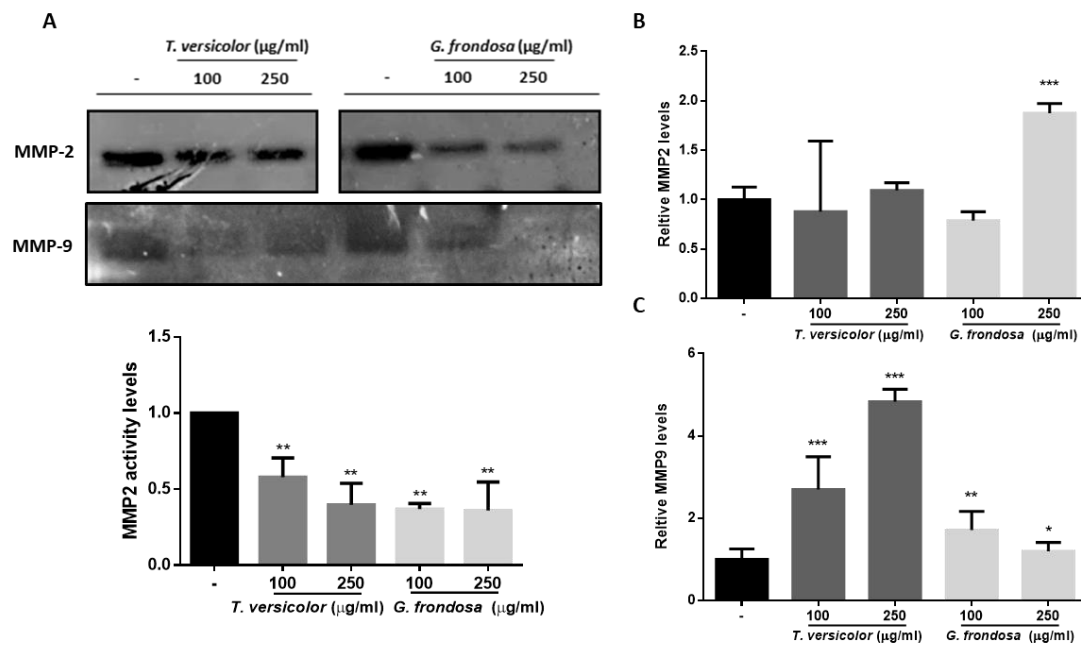 A
T. versicolor (µg/ml) G. frondosa (µg/ml)
- 100 250 - 100 250
MMP-2
MMP-9
MMP2 activity levels
1.5
1.0
0.5
0.0
** ** ** **
- 100 250 100 250
T. versicolor (µg/ml) G. frondosa (µg/ml)
B
Reltive MMP2 levels
2.5
2.0
1.5
1.0
0.5
0.0
***
- 100 250 100 250
T. versicolor (µg/ml) G. frondosa (µg/ml)
C
Reltive MMP9 levels
6
4
2
0
*** *** ** *
- 100 250 100 250
T. versicolor (µg/ml) G. frondosa (µg/ml)